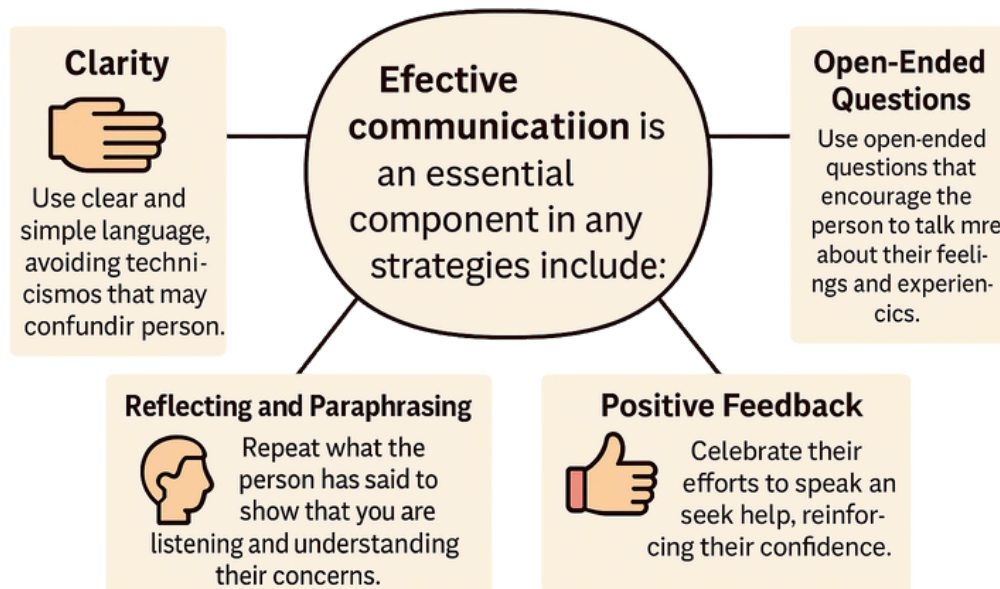 Efective
communicatiion is
an essential
component in any
strategies include:
Clarity
Use clear and
simple language,
avoiding techni-
cismos that may
confundir person.
Open-Ended
Questions
Use open-ended
questions that
encourage the
person to talk mre
about their feeli-
ngs and experien-
cics.
Reflecting and Paraphrasing
Repeat what the
person has said to
show that you are
listening and understanding
their concerns.
Positive Feedback
Celebrate their
efforts to speak an
seek help, reinfor-
cing their confidence.